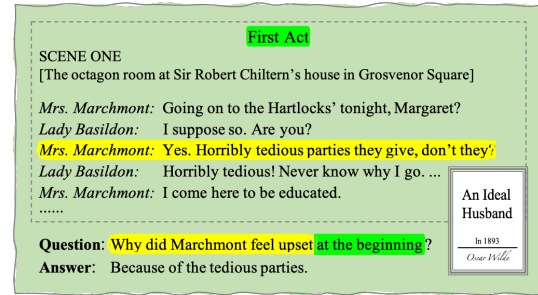 First Act
SCENE ONE
[The octagon room at Sir Robert Chiltern’s house in Grosvenor Square]
Mrs. Marchmont: Going on to the Hartlocks’ tonight, Margaret?
Lady Basildon: I suppose so. Are you?
Mrs. Marchmont: Yes. Horribly tedious parties they give, don’t they?
Lady Basildon: Horribly tedious! Never know why I go. ...
Mrs. Marchmont: I come here to be educated.
......
An Ideal
Husband
In 1893
Oscar Wilde
Question: Why did Marchmont feel upset at the beginning?
Answer: Because of the tedious parties.